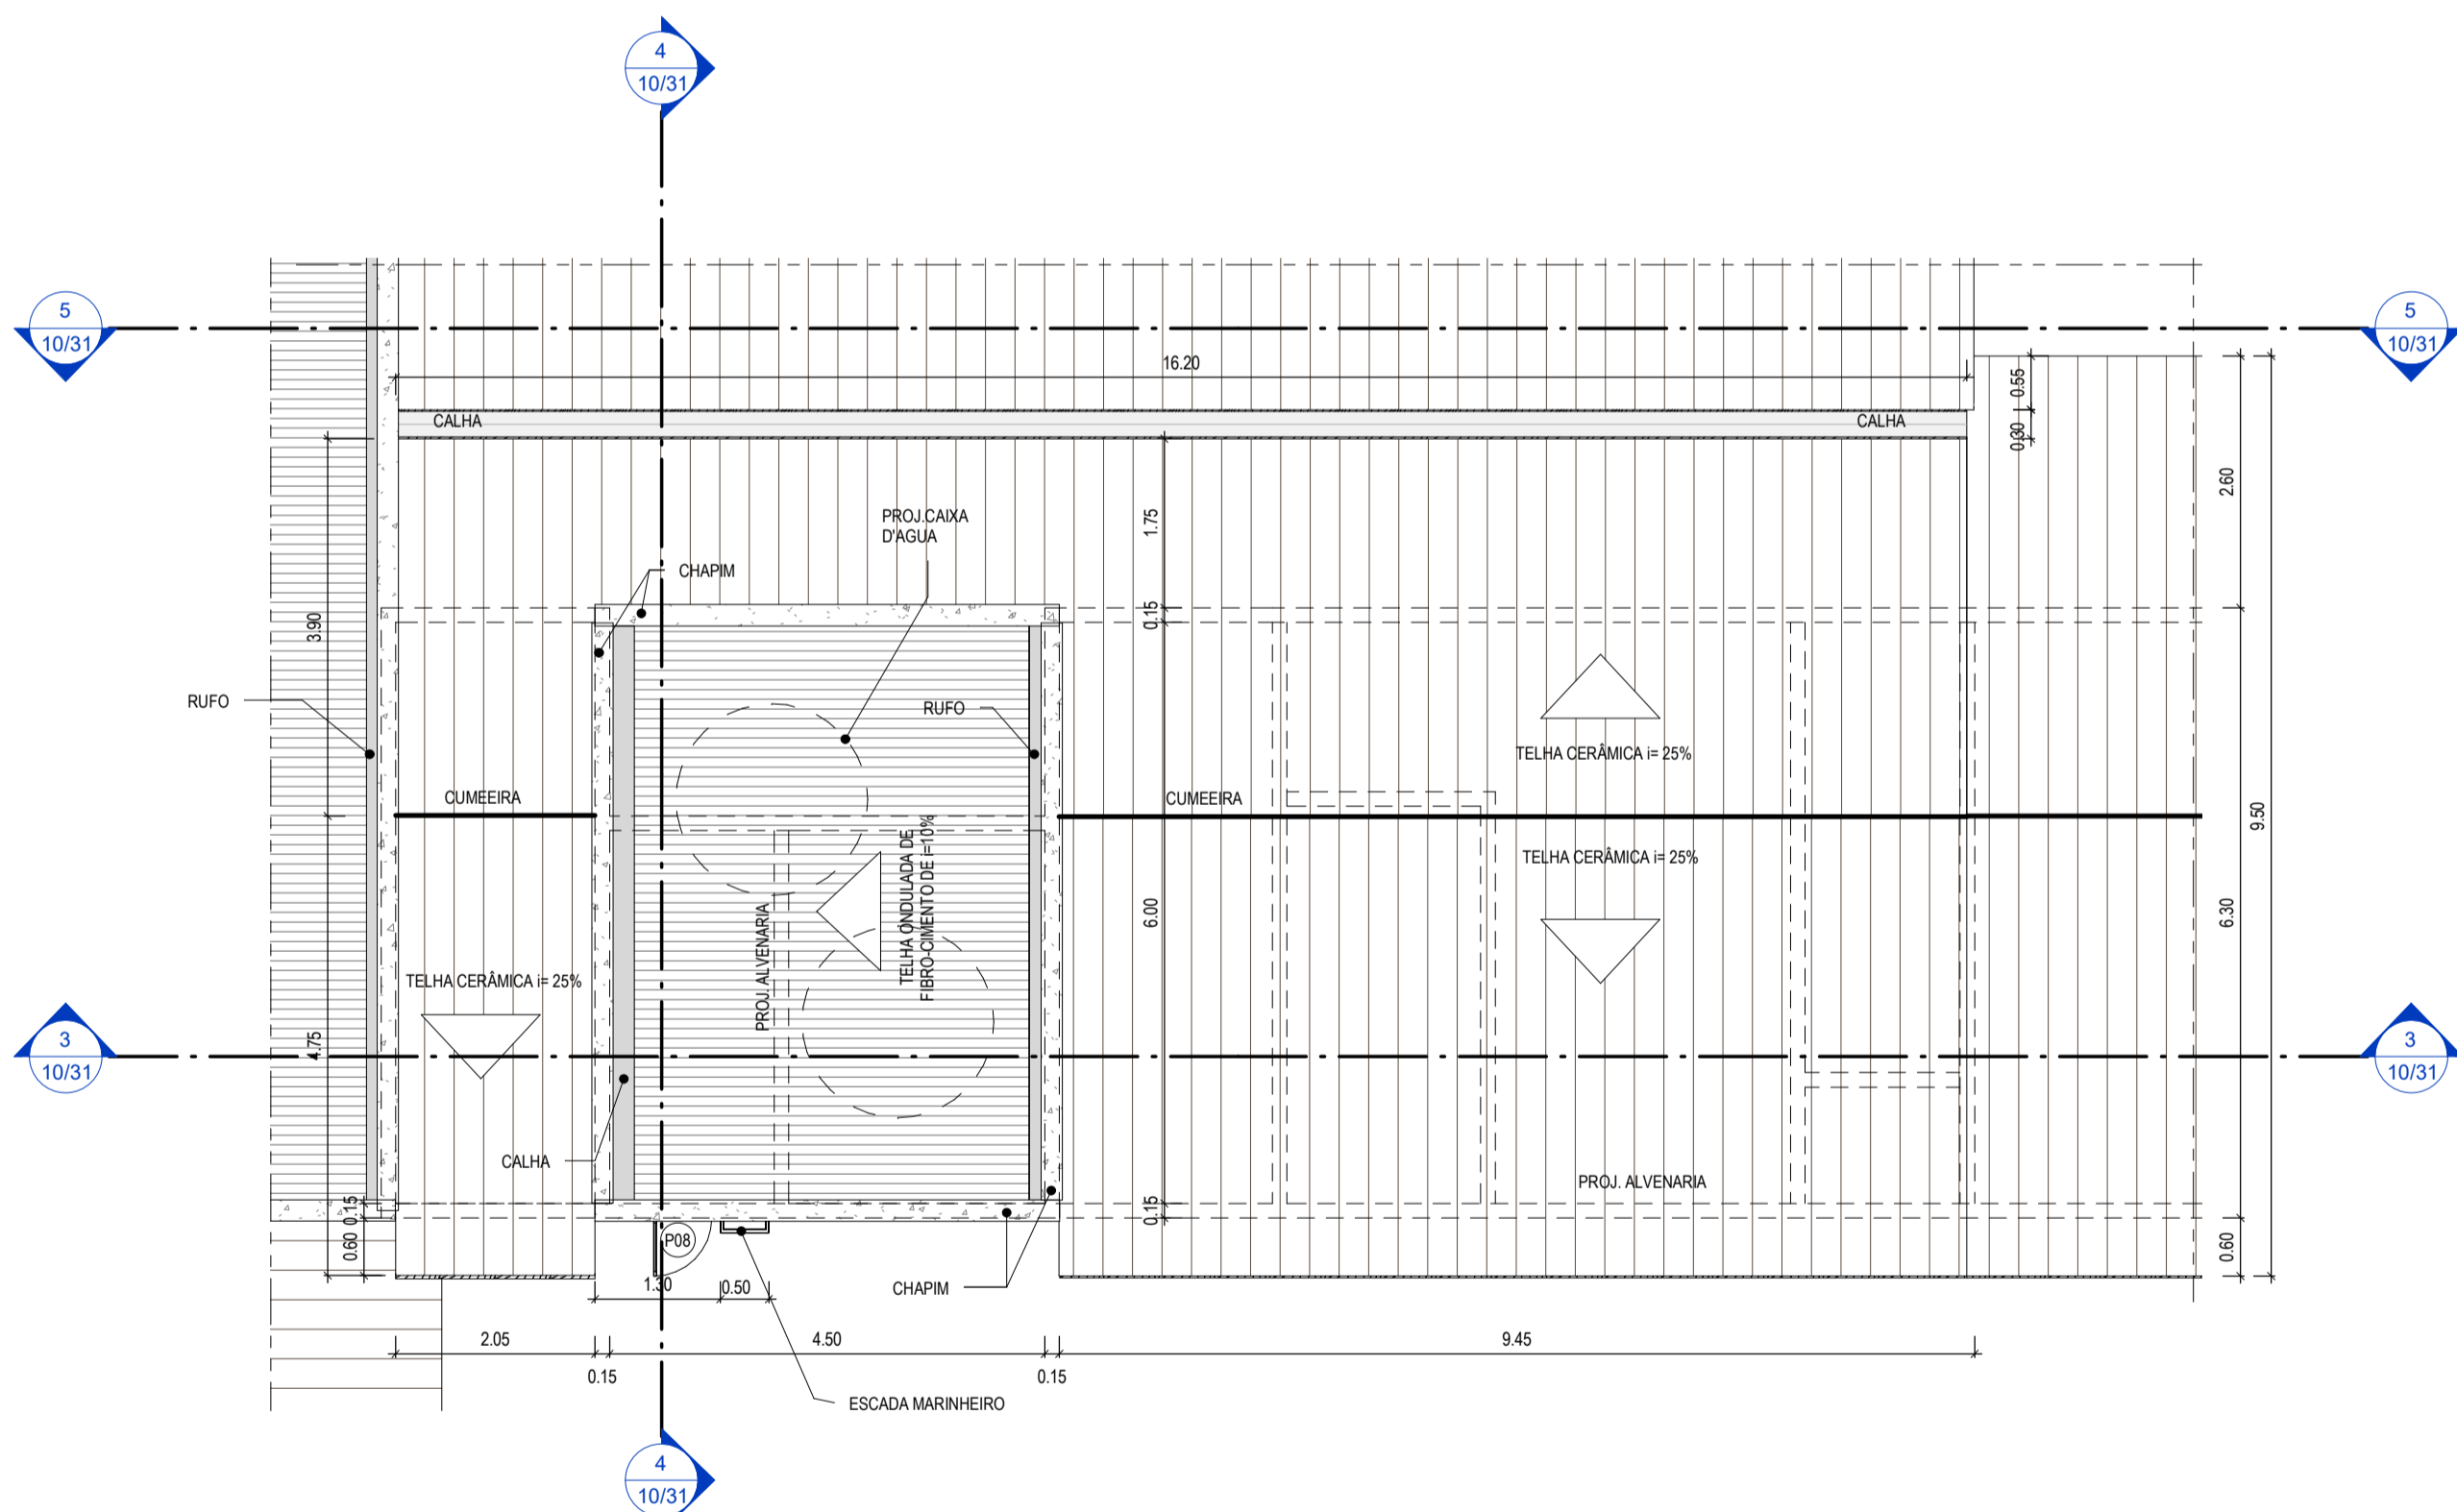 4
10/31
5
10/31
5
10/31
16.20
0.55
CALHA
CALHA
0.30
2.60
PROJ.CAIXA
D'AGUA
1.75
CHAPIM
3.90
0.15
RUFO
RUFO
TELHA CERÂMICA i= 25%
CUMEEIRA
CUMEEIRA
9.50
TELHA CERÂMICA i= 25%
TELHA ONDULADA DE
FIBRO-CIMENTO DE i=10%
PROJ. ALVENARIA
6.00
6.30
TELHA CERÂMICA i= 25%
4.75
3
10/31
3
10/31
CALHA
PROJ. ALVENARIA
0.15
0.15
0.60
P08
0.60
1.30
0.50
CHAPIM
2.05
4.50
9.45
0.15
0.15
ESCADA MARINHEIRO
4
10/31